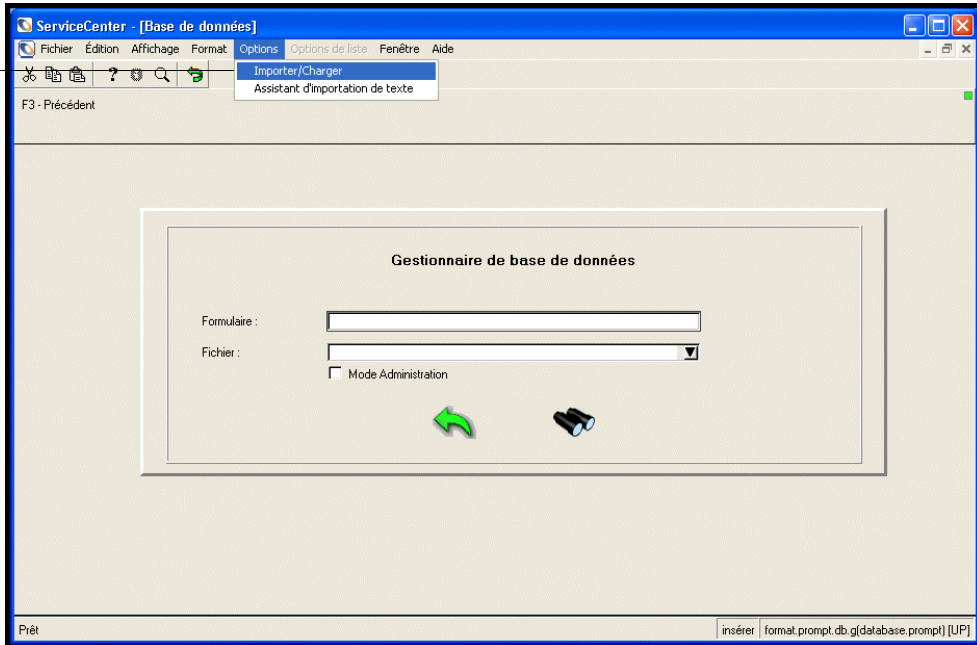 ServiceCenter - [Base de données]
Fichier Édition Affichage Format Options Options de liste Fenêtre Aide
Importer/Charger
Assistant d'importation de texte
F3 - Précédent
Gestionnaire de base de données
Formulaire :
Fichier :
Mode Administration
Prêt
insérer
format.prompt.db.g(database.prompt) [UP]